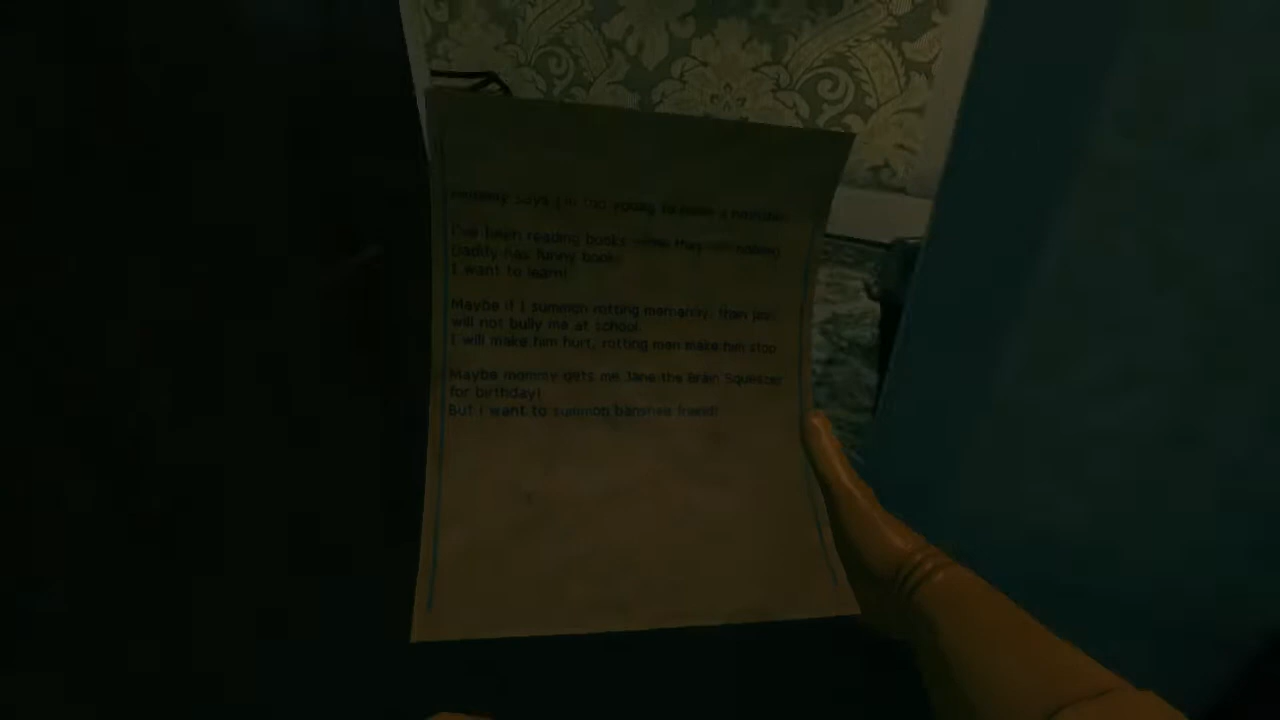 says I'm too young to
I've been reading books
Daddy has funny books
I want to learn!
Maybe if I summon rotting then
will not bully me at school.
I will make him hurt, rotting man make him stop
Maybe mommy gets me Jane the Brain Squeezer
for birthday!
But I want to summon banshee friend!